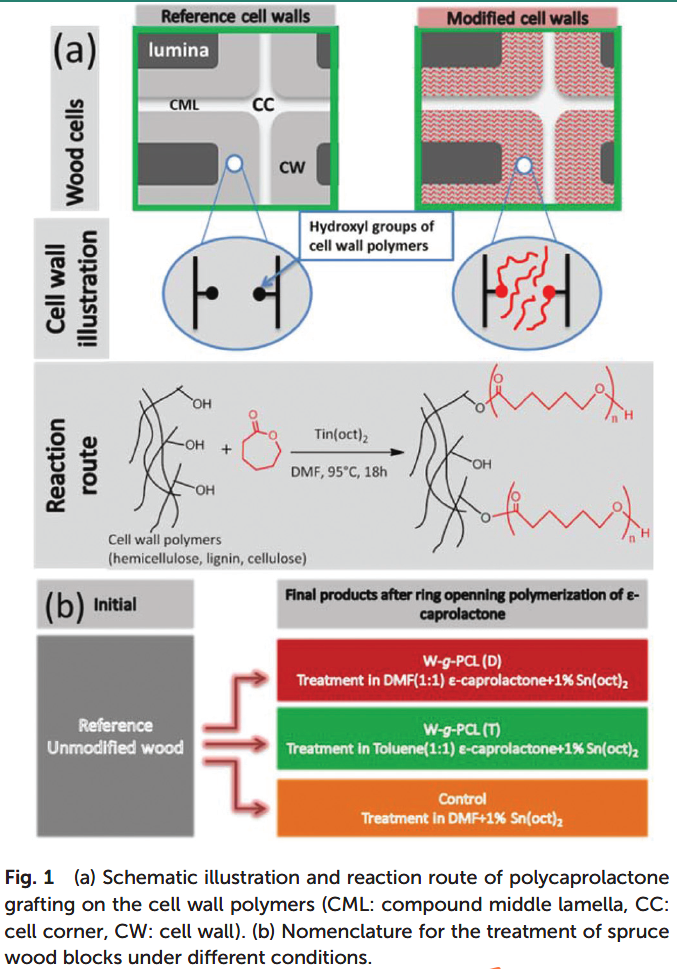 (a)
Reference cell walls
Modified cell walls
Wood cells
lumina
CML
CC
CW
Hydroxyl groups of
cell wall polymers
Cell wall
illustration
Reaction
route
OH
OH
OH
+
O
O
Tin(oct)2
DMF, 95°C, 18h
O
O
O
n
H
OH
O
O
O
n
H
Cell wall polymers
(hemicellulose, lignin, cellulose)
(b) Initial
Final products after ring openning polymerization of ε-
caprolactone
Reference
Unmodified wood
W-g-PCL (D)
Treatment in DMF(1:1) ε-caprolactone+1% Sn(oct)2
W-g-PCL (T)
Treatment in Toluene(1:1) ε-caprolactone+1% Sn(oct)2
Control
Treatment in DMF+1% Sn(oct)2
Fig. 1 (a) Schematic illustration and reaction route of polycaprolactone
grafting on the cell wall polymers (CML: compound middle lamella, CC:
cell corner, CW: cell wall). (b) Nomenclature for the treatment of spruce
wood blocks under different conditions.